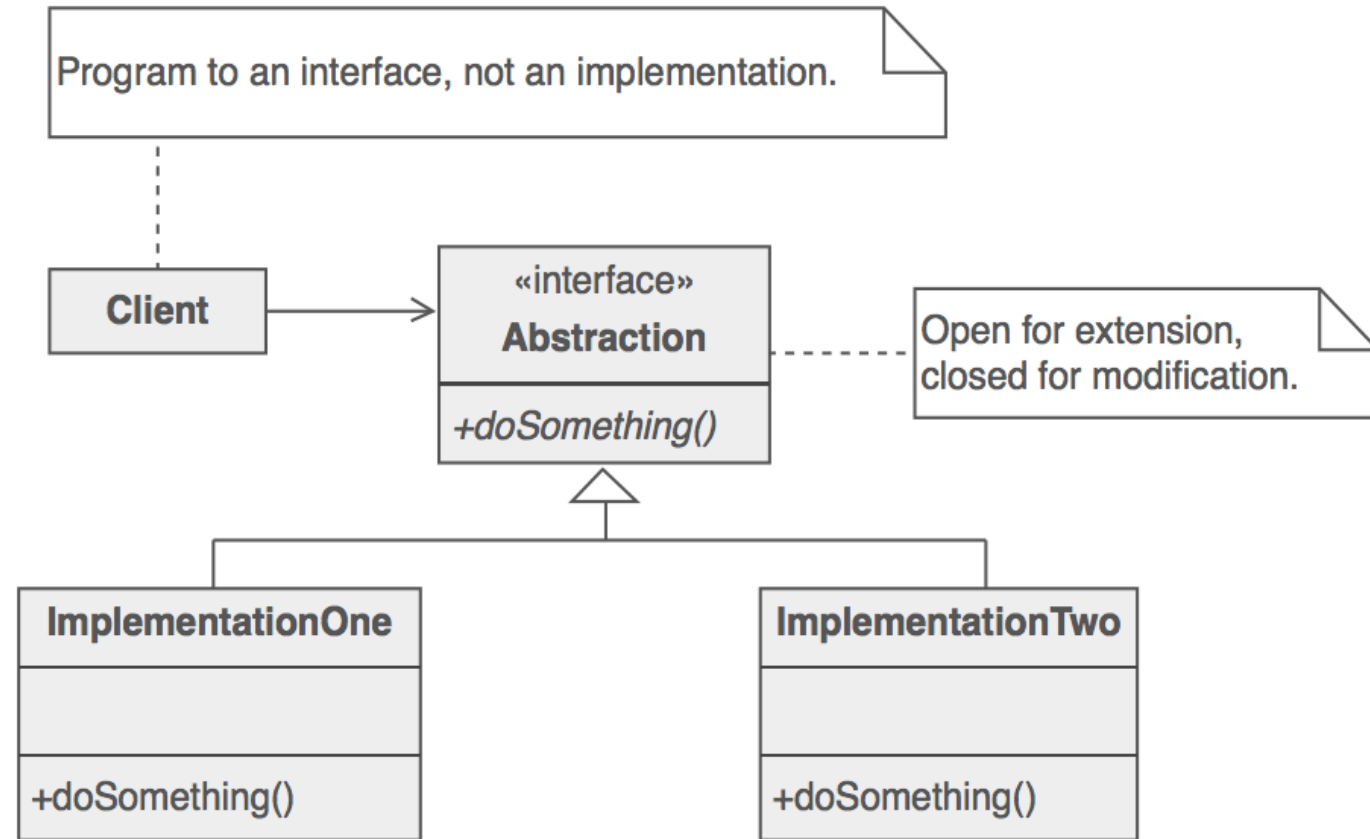 Program to an interface, not an implementation.
Client
«interface»
Abstraction
+doSomething()
Open for extension,
closed for modification.
ImplementationOne
+doSomething()
ImplementationTwo
+doSomething()